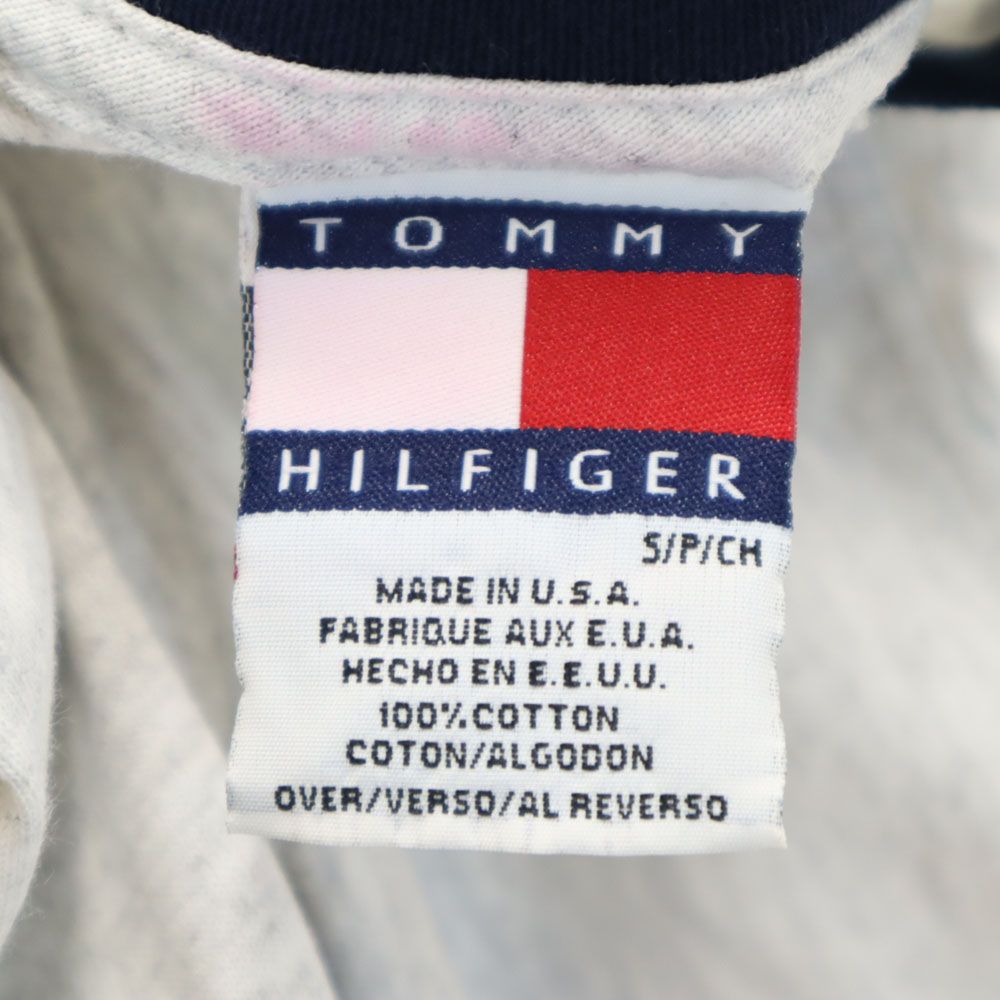 TOMMY
HILFIGER
S/P/CH
MADE IN U.S.A.
FABRIQUE AUX E.U.A.
HECHO EN E.E.U.U.
100% COTTON
COTON/ALGODON
OVER/VERSO/AL REVERSO